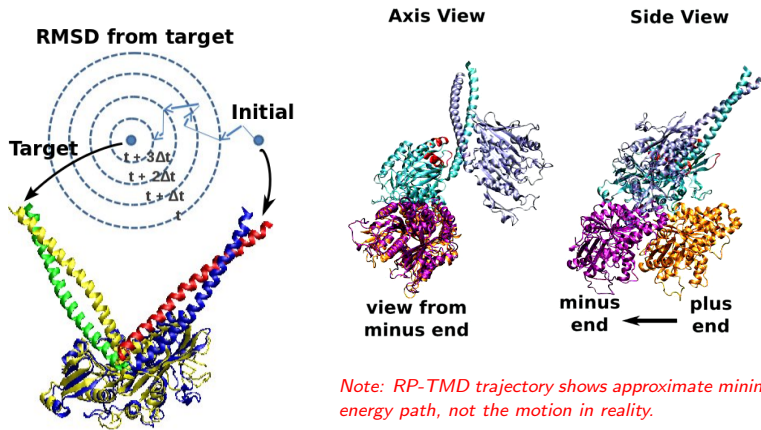 RMSD from target
Initial
Target
t + 3Δt
t + 2Δt
t + Δt
t
Axis View
view from
minus end
Side View
minus
end
plus
end
Note: RP-TMD trajectory shows approximate minin
energy path, not the motion in reality.